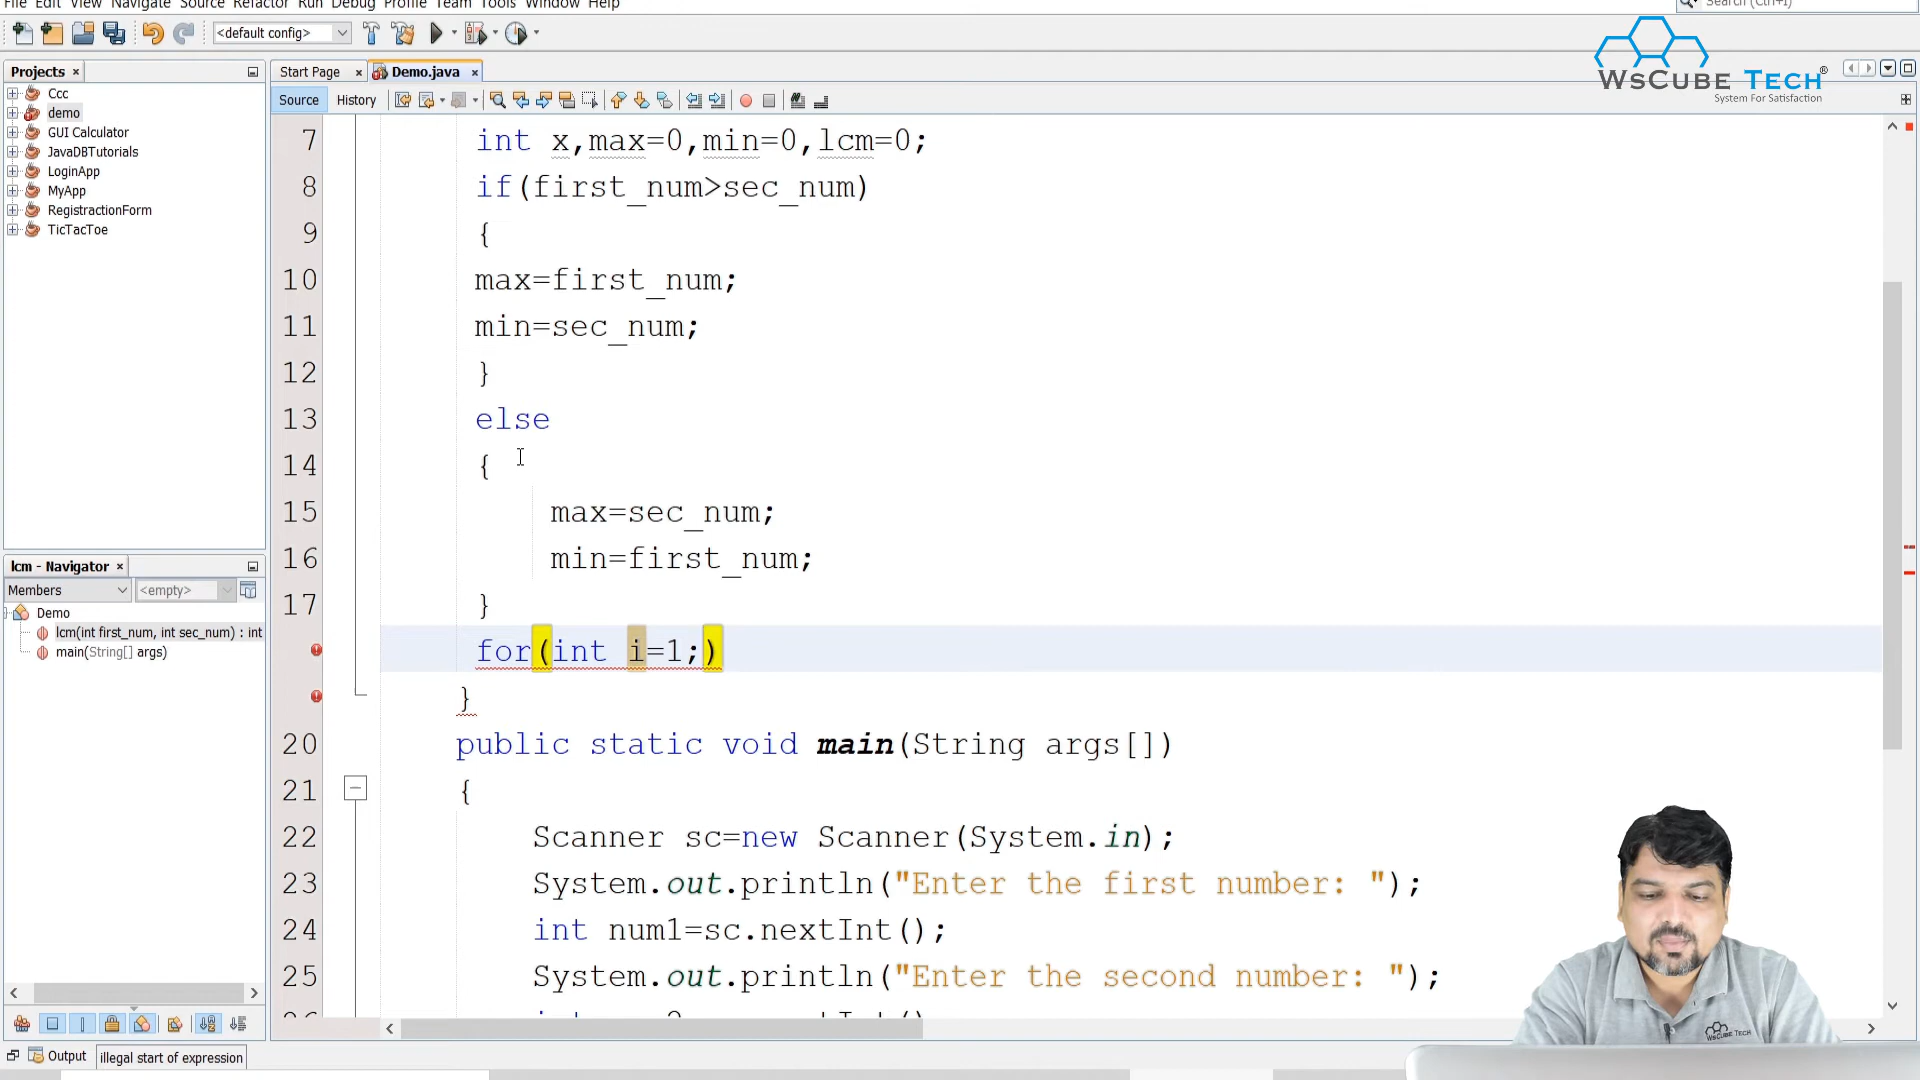 File Edit View Navigate Source Refactor Run Debug Profile Team Tools Window Help
Search (Ctrl+I)
<default config>
WsCube Tech®
System For Satisfaction
Projects
Start Page
Demo.java
Source
History
Ccc
demo
GUI Calculator
JavaDBTutorials
LoginApp
MyApp
RegistractionForm
TicTacToe
7 int x,max=0,min=0,lcm=0;
8 if(first_num>sec_num)
9 {
10 max=first_num;
11 min=sec_num;
12 }
13 else
14 {
15 max=sec_num;
16 min=first_num;
17 }
for(int i=1;)
}
20 public static void main(String args[])
21 {
22 Scanner sc=new Scanner(System.in);
23 System.out.println("Enter the first number: ");
24 int num1=sc.nextInt();
25 System.out.println("Enter the second number: ");
lcm - Navigator
Members
<empty>
Demo
lcm(int first_num, int sec_num) : int
main(String[] args)
Output
illegal start of expression
WsCube Tech